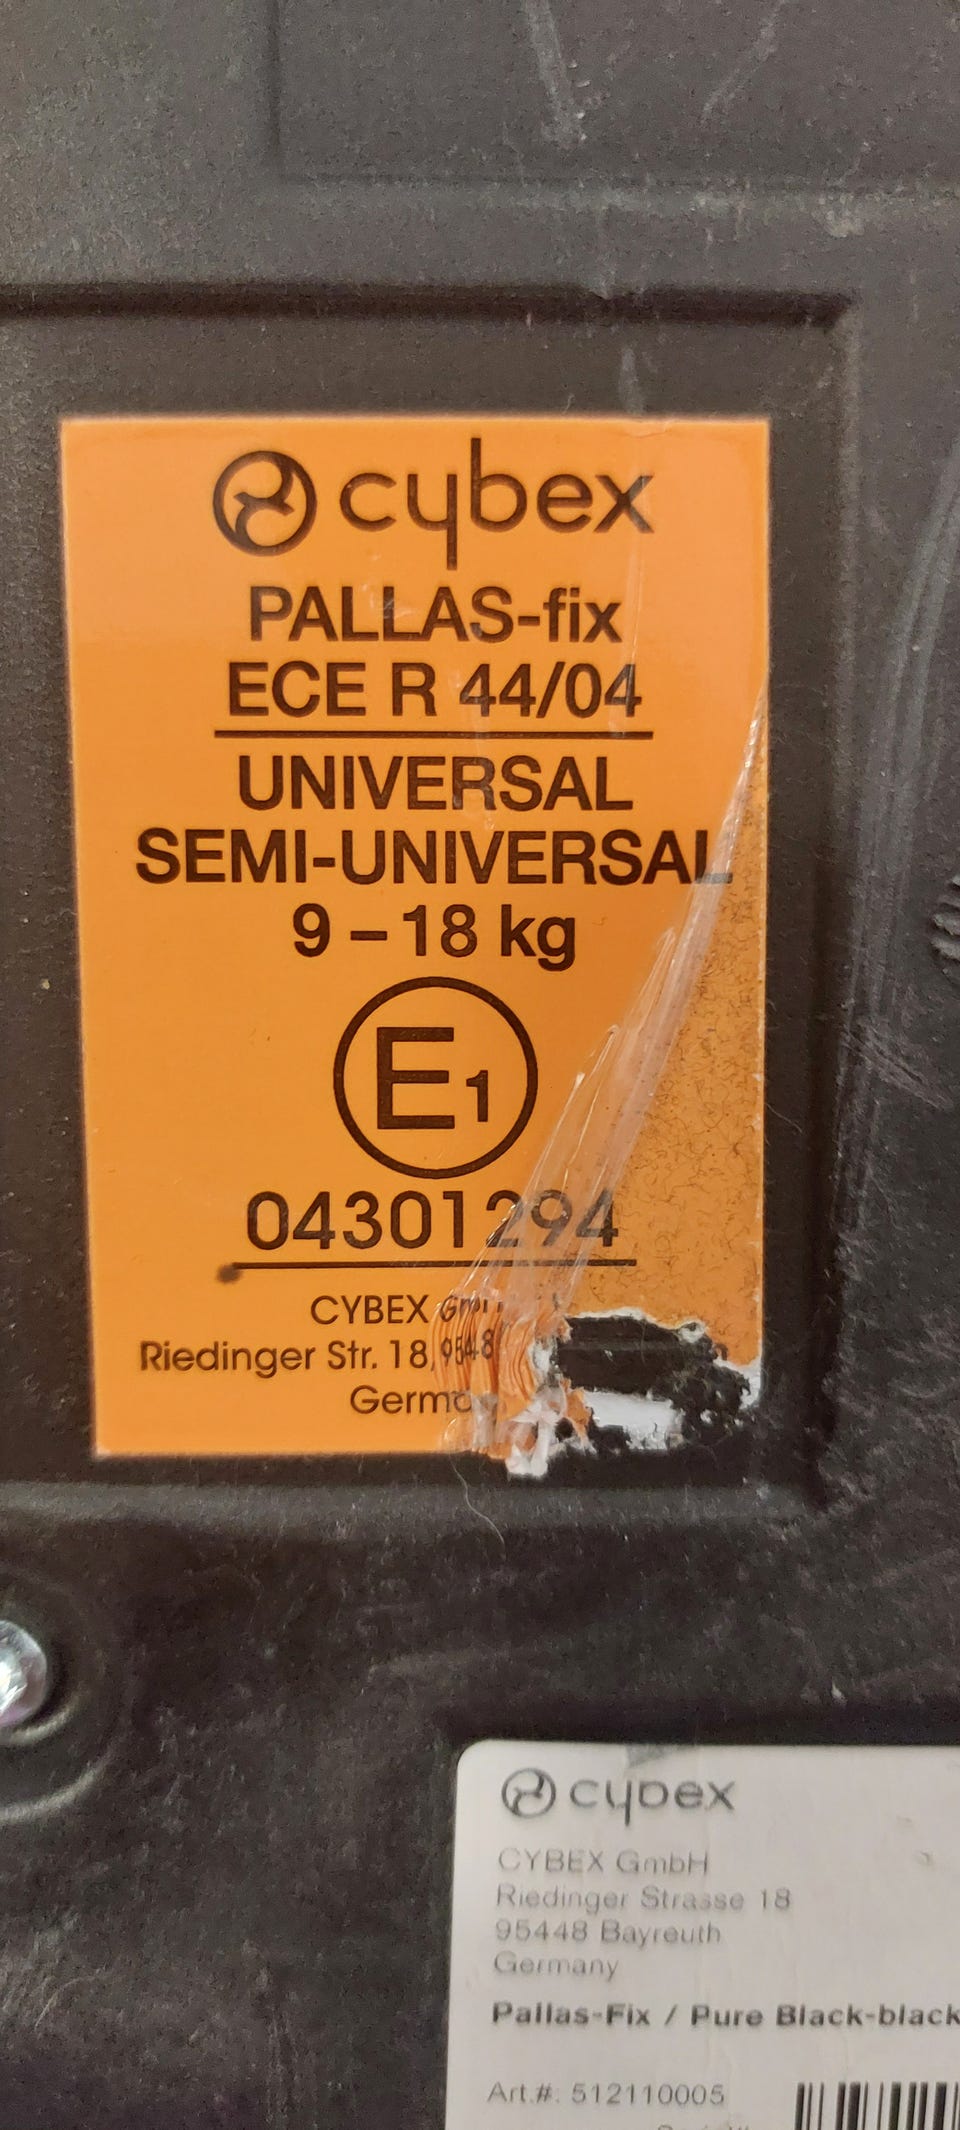 cybex
PALLAS-fix
ECE R 44/04
UNIVERSAL
SEMI-UNIVERSAL
9 – 18 kg
E1
04301294
CYBEX
Riedinger Str. 18,
cybex
CYBEX GmbH
Riedinger Strasse 18
95448 Bayreuth
Germany
Pallas-Fix / Pure Black-black
Art.#: 512110005